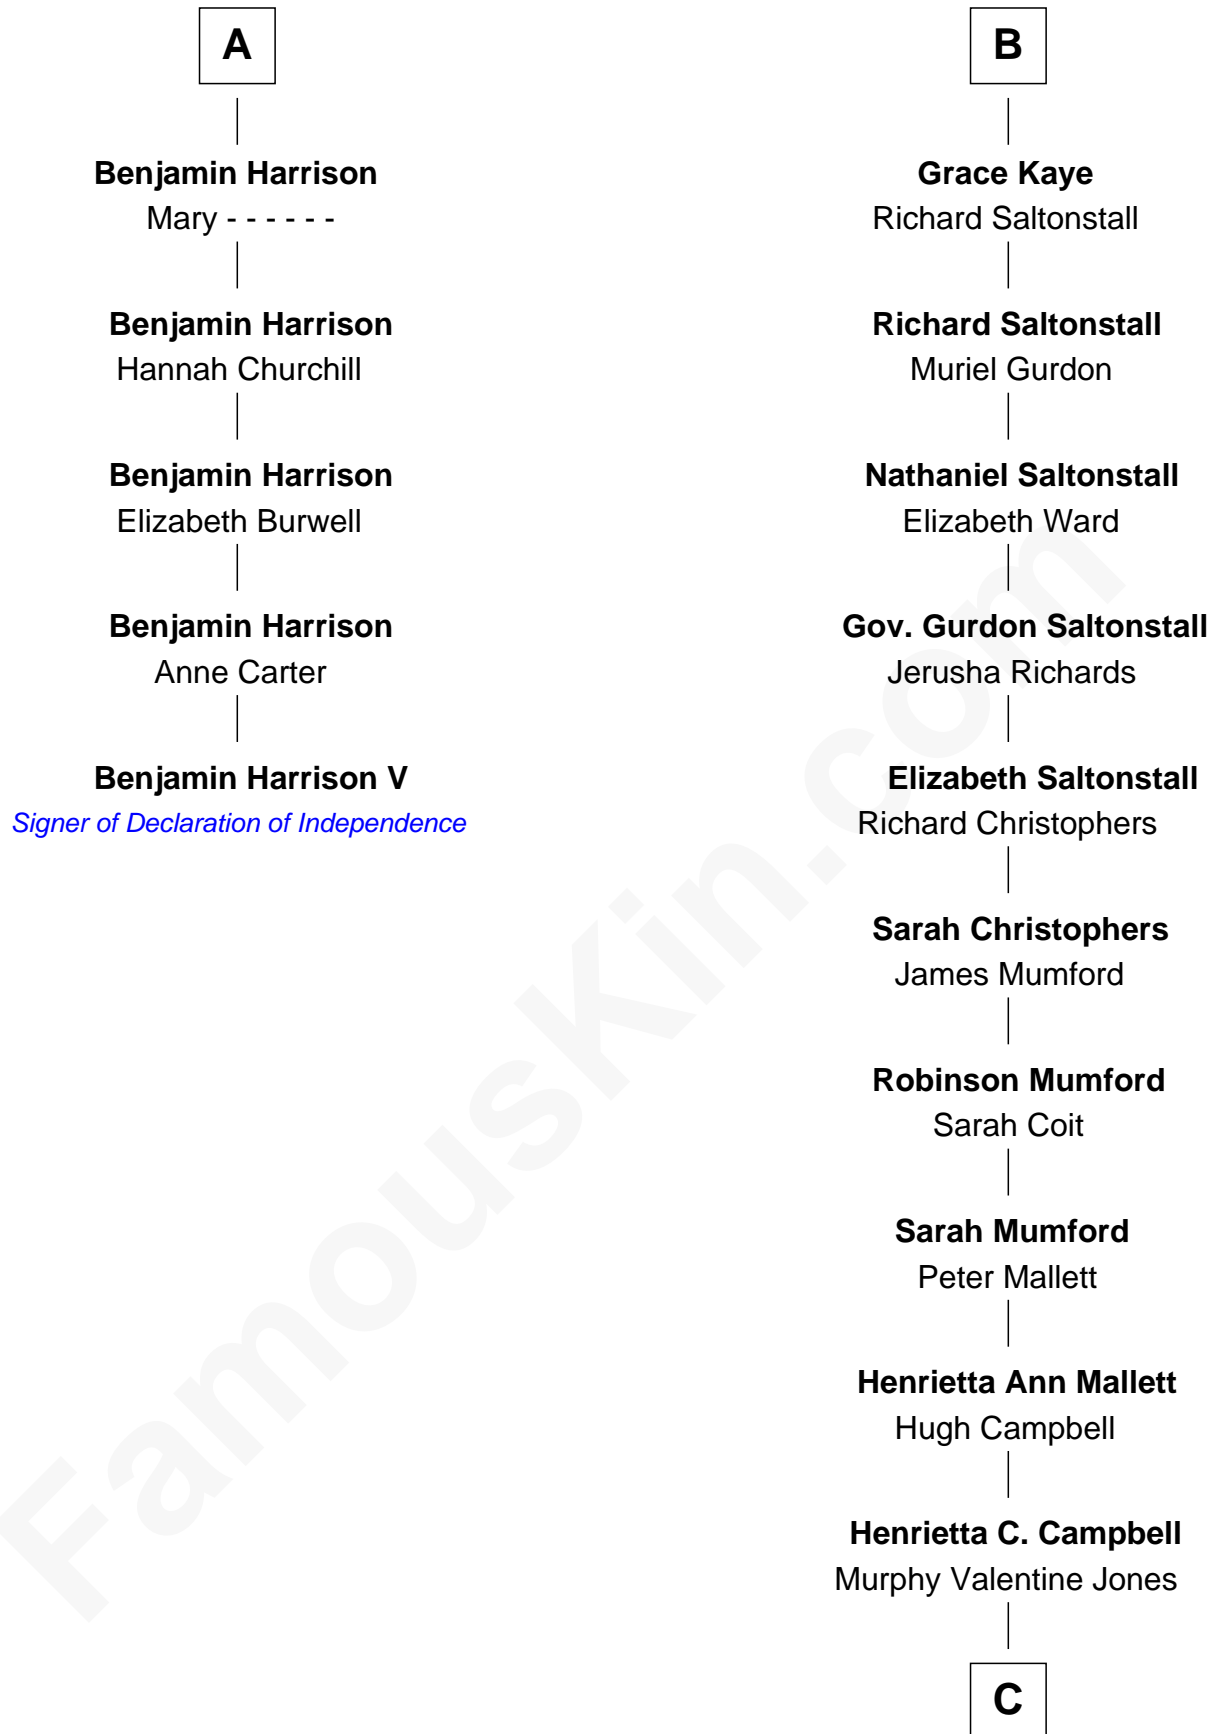 A
Benjamin Harrison
Mary - - - - - -
Benjamin Harrison
Hannah Churchill
Benjamin Harrison
Elizabeth Burwell
Benjamin Harrison
Anne Carter
Benjamin Harrison V
Signer of Declaration of Independence
B
Grace Kaye
Richard Saltonstall
Richard Saltonstall
Muriel Gurdon
Nathaniel Saltonstall
Elizabeth Ward
Gov. Gurdon Saltonstall
Jerusha Richards
Elizabeth Saltonstall
Richard Christophers
Sarah Christophers
James Mumford
Robinson Mumford
Sarah Coit
Sarah Mumford
Peter Mallett
Henrietta Ann Mallett
Hugh Campbell
Henrietta C. Campbell
Murphy Valentine Jones
C
FamousKin.com